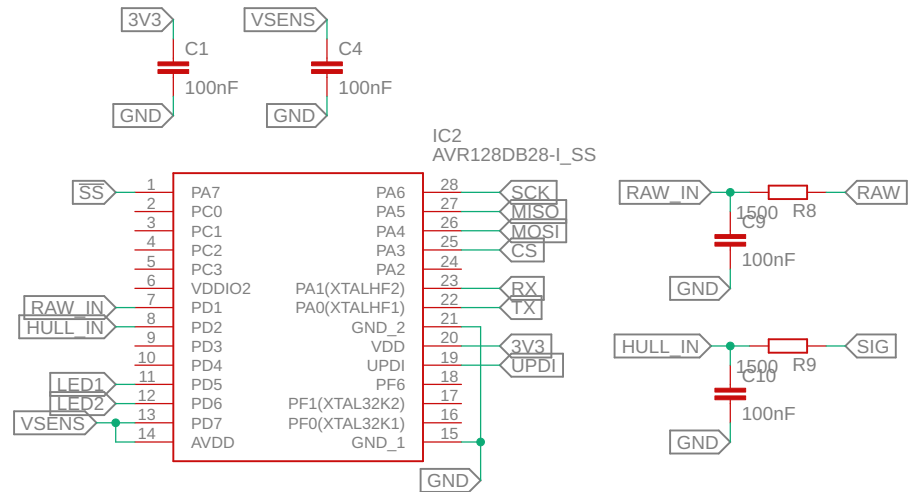 3V3
C1
100nF
GND
VSENS
C4
100nF
GND
IC2
AVR128DB28-I_SS
SS 1 PA7
2 PC0
3 PC1
4 PC2
5 PC3
6 VDDIO2
RAW_IN 7 PD1
HULL_IN 8 PD2
9 PD3
10 PD4
LED1 11 PD5
LED2 12 PD6
VSENS 13 PD7
14 AVDD
PA6 28 SCK
PA5 27 MISO
PA4 26 MOSI
PA3 25 CS
PA2 24
PA1(XTALHF2) 23 RX
PA0(XTALHF1) 22 TX
GND_2 21
VDD 20 3V3
UPDI 19 UPDI
PF6 18
PF1(XTAL32K2) 17
PF0(XTAL32K1) 16
GND_1 15
GND
RAW_IN
1500
R8
RAW
C9
100nF
GND
HULL_IN
1500
R9
SIG
C10
100nF
GND